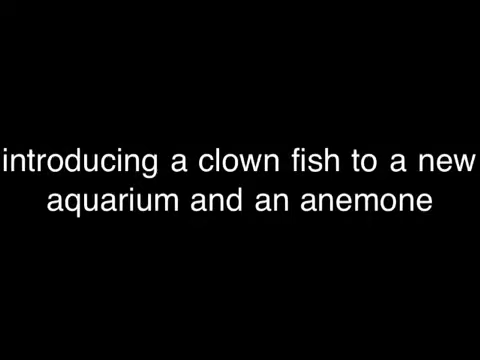 introducing a clown fish to a new
aquarium and an anemone